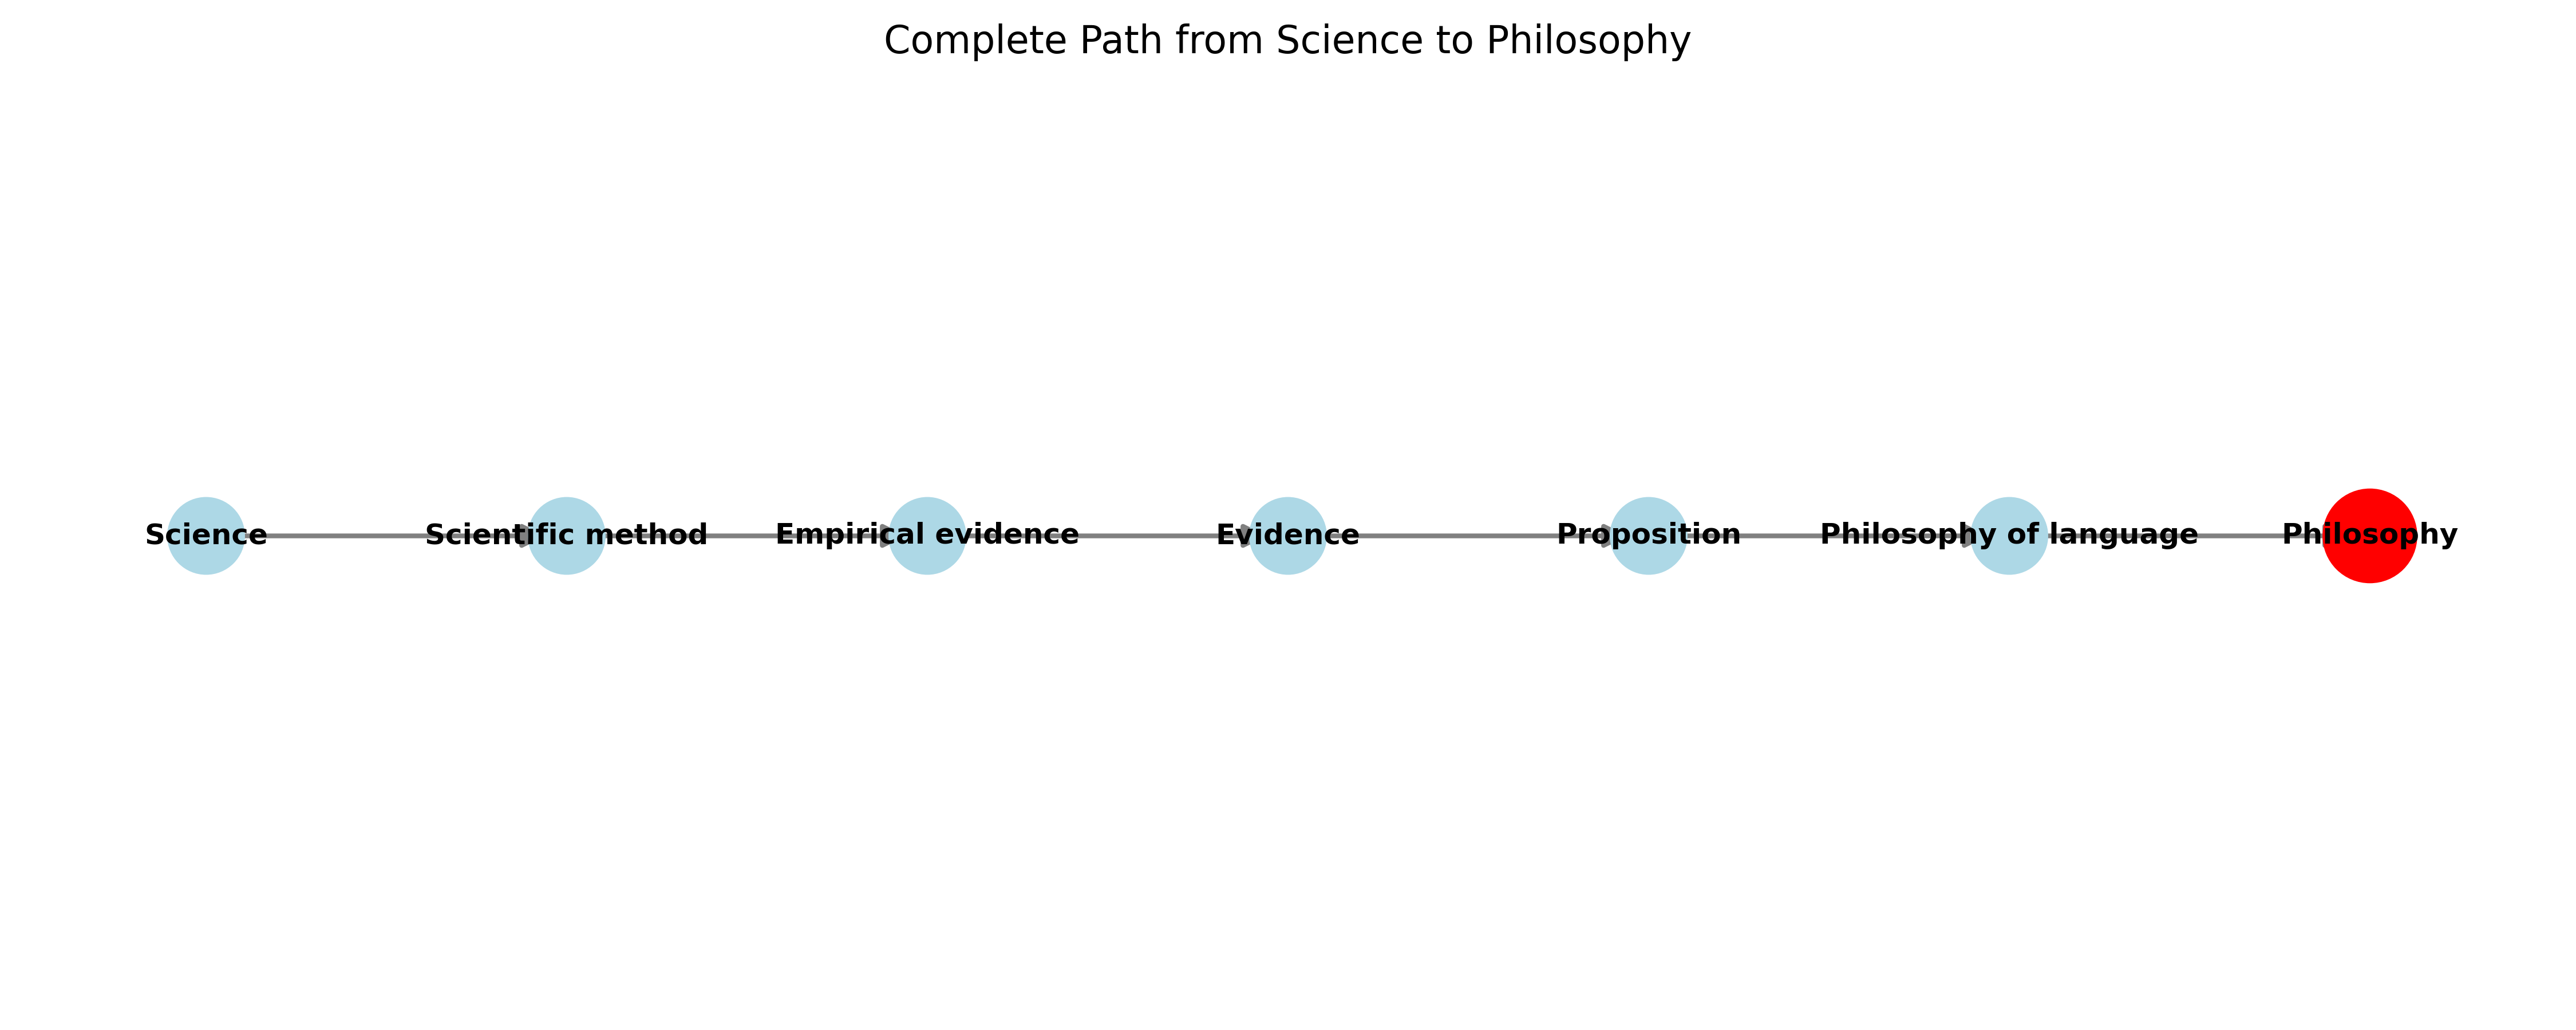 Complete Path from Science to Philosophy
Science
Scientific method
Empirical evidence
Evidence
Proposition
Philosophy of language
Philosophy